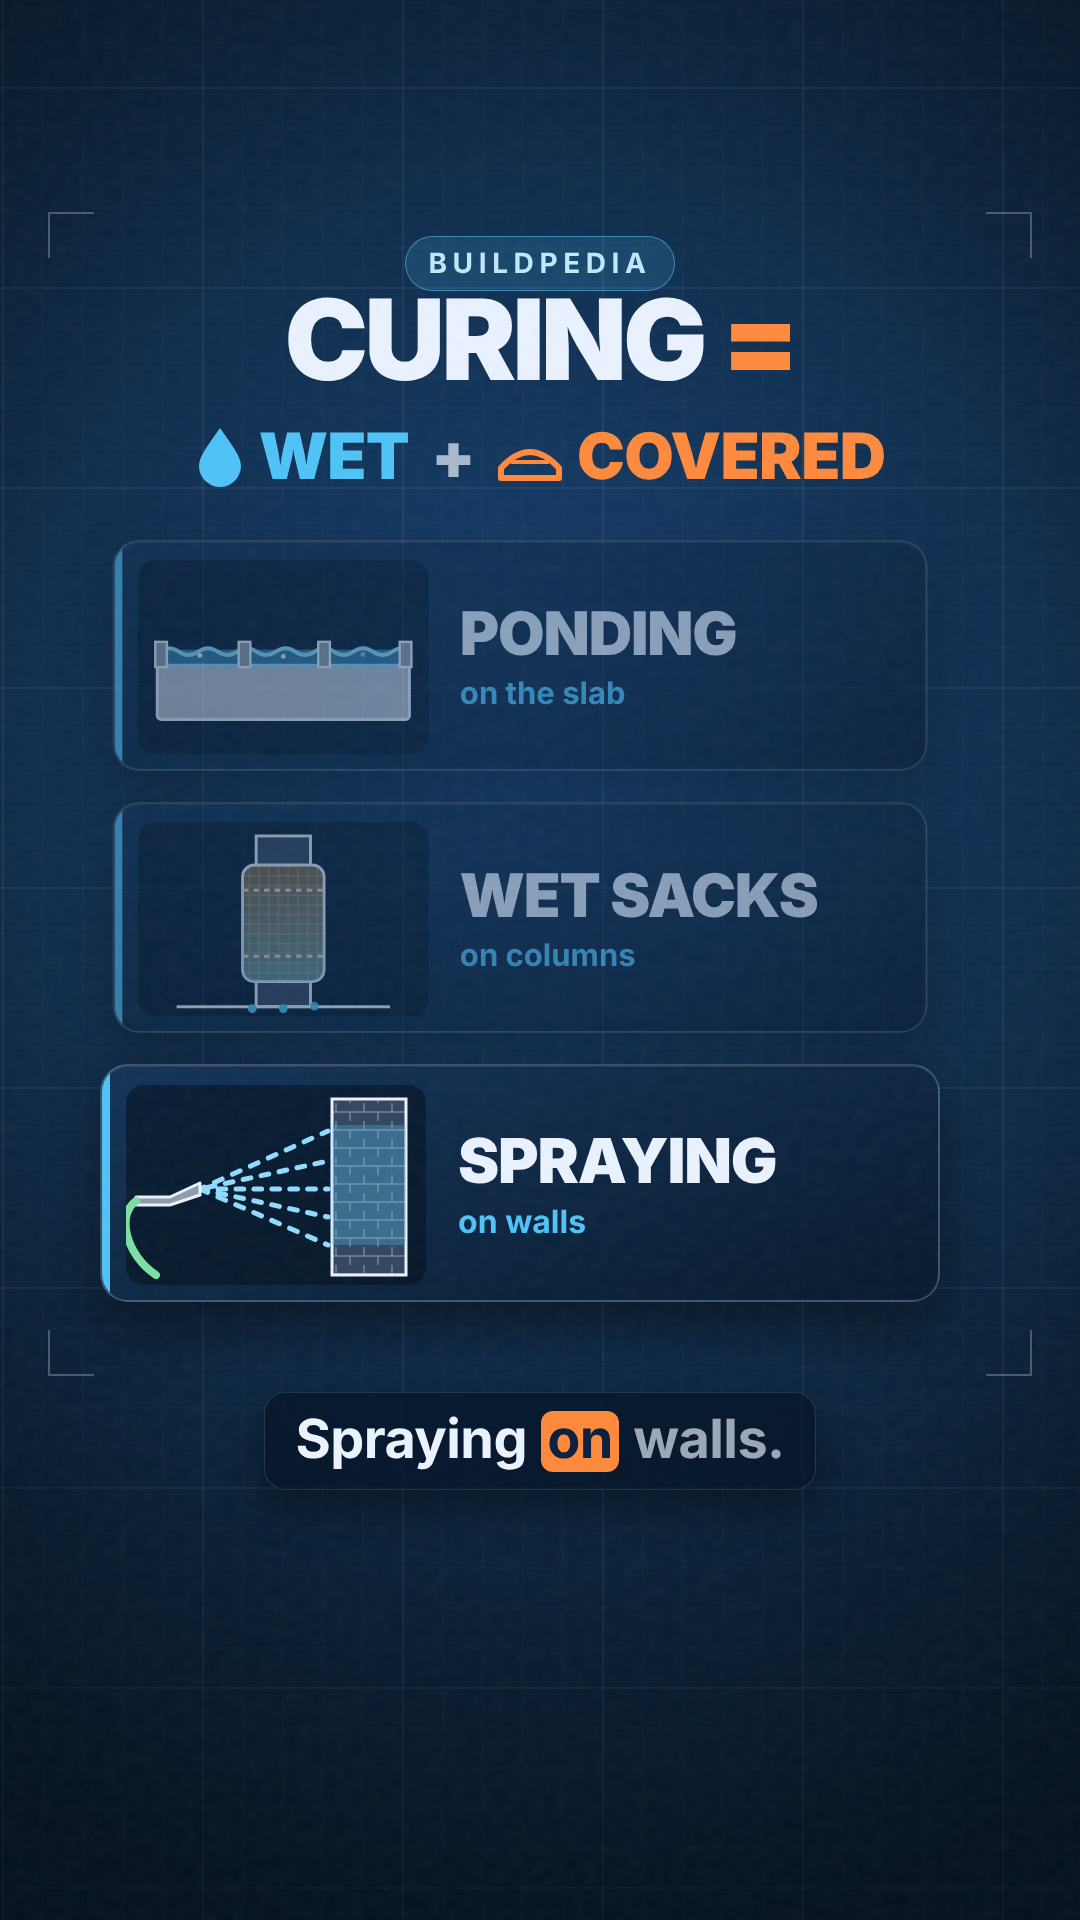 BUILDPEDIA
CURING =
WET + COVERED
PONDING
on the slab
WET SACKS
on columns
SPRAYING
on walls
Spraying on walls.